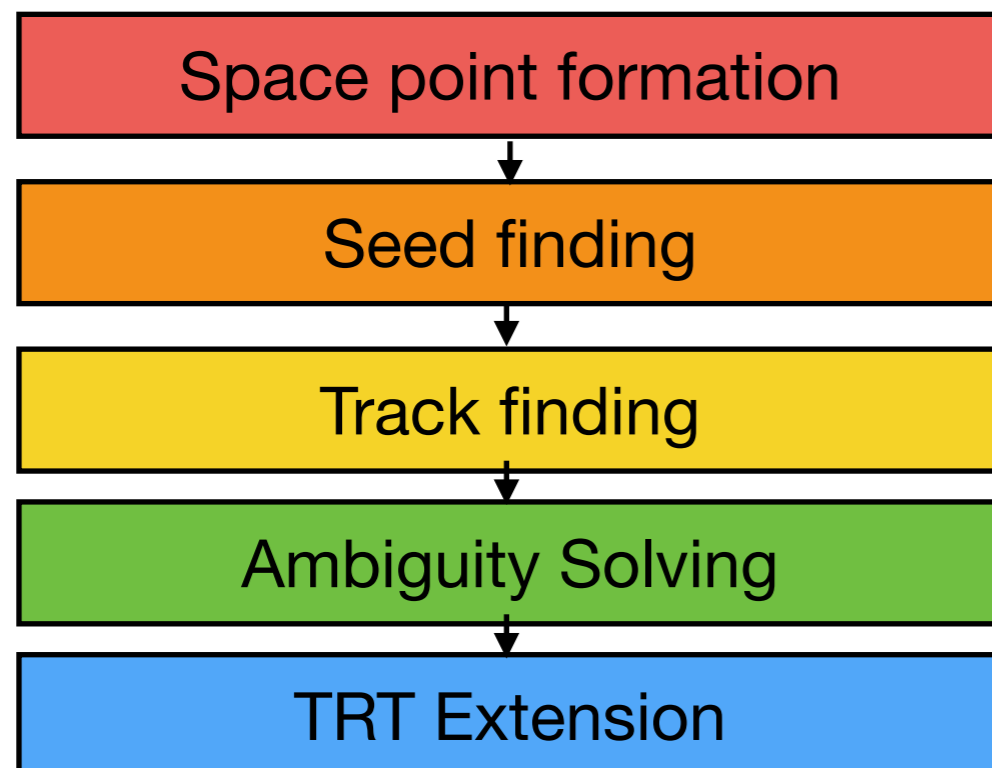 Space point formation
Seed finding
Track finding
Ambiguity Solving
TRT Extension